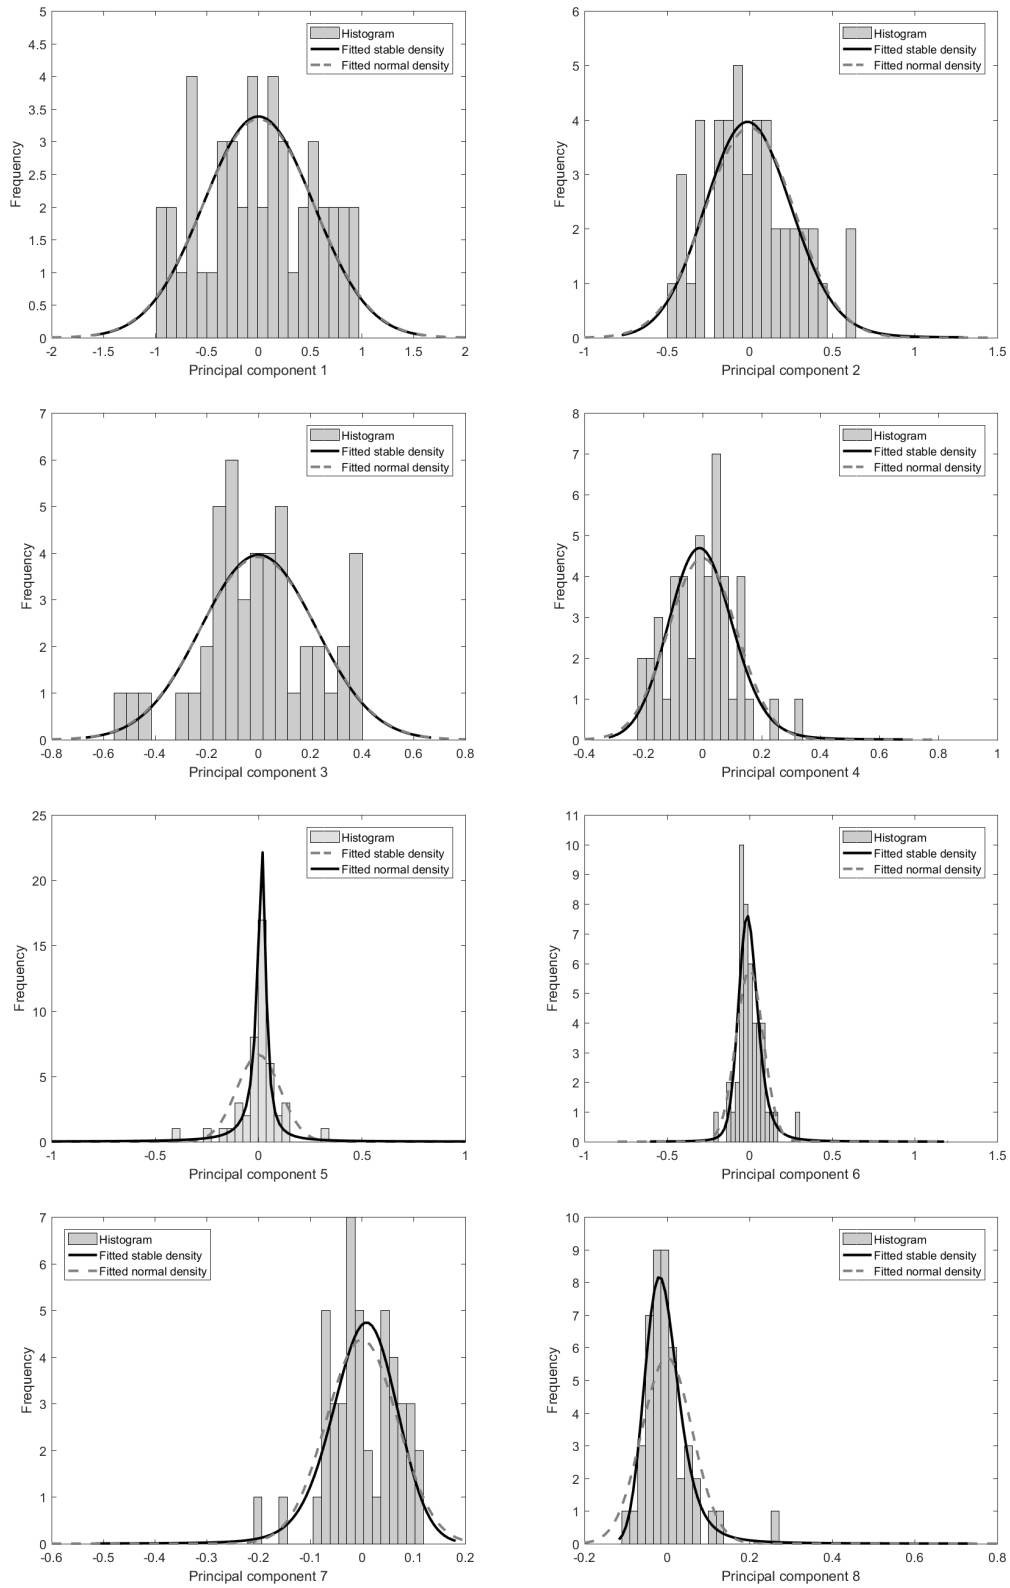 5
4.5
4
3.5
3
2.5
2
1.5
1
0.5
0
Frequency
Histogram
Fitted stable density
Fitted normal density
-2 -1.5 -1 -0.5 0 0.5 1 1.5 2
Principal component 1
6
5
4
3
2
1
0
Frequency
Histogram
Fitted stable density
Fitted normal density
-1 -0.5 0 0.5 1 1.5
Principal component 2
7
6
5
4
3
2
1
0
Frequency
Histogram
Fitted stable density
Fitted normal density
-0.8 -0.6 -0.4 -0.2 0 0.2 0.4 0.6 0.8
Principal component 3
8
7
6
5
4
3
2
1
0
Frequency
Histogram
Fitted stable density
Fitted normal density
-0.4 -0.2 0 0.2 0.4 0.6 0.8 1
Principal component 4
25
20
15
10
5
0
Frequency
Histogram
Fitted stable density
Fitted normal density
-1 -0.5 0 0.5 1
Principal component 5
11
10
9
8
7
6
5
4
3
2
1
0
Frequency
Histogram
Fitted stable density
Fitted normal density
-1 -0.5 0 0.5 1 1.5
Principal component 6
7
6
5
4
3
2
1
0
Frequency
Histogram
Fitted stable density
Fitted normal density
-0.6 -0.5 -0.4 -0.3 -0.2 -0.1 0 0.1 0.2
Principal component 7
10
9
8
7
6
5
4
3
2
1
0
Frequency
Histogram
Fitted stable density
Fitted normal density
-0.2 0 0.2 0.4 0.6 0.8
Principal component 8